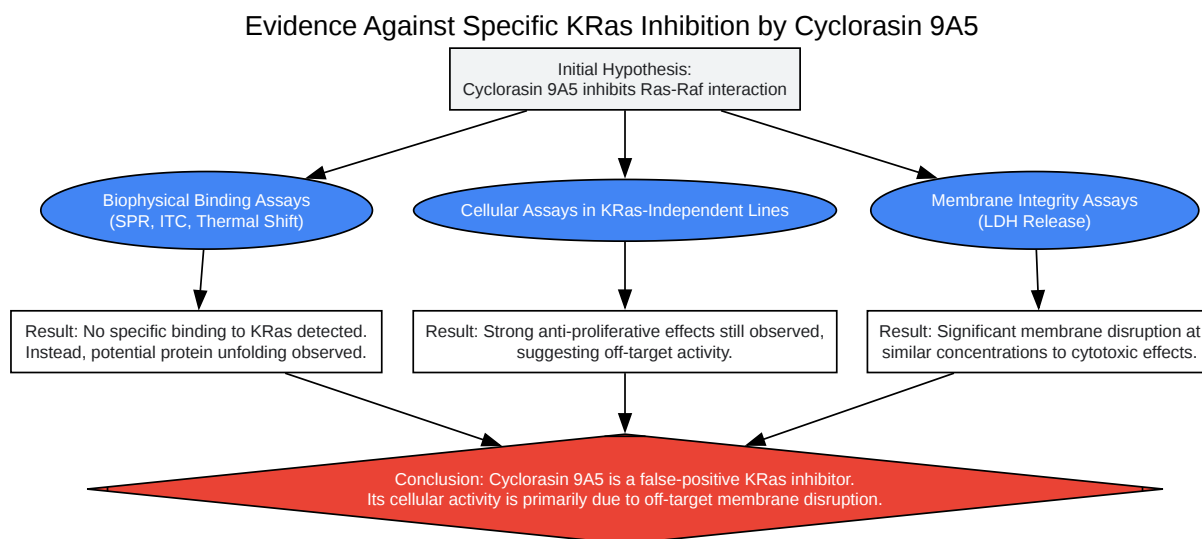 Evidence Against Specific KRas Inhibition by Cyclorasin 9A5
Initial Hypothesis:
Cyclorasin 9A5 inhibits Ras-Raf interaction
Biophysical Binding Assays
(SPR, ITC, Thermal Shift)
Cellular Assays in KRas-Independent Lines
Membrane Integrity Assays
(LDH Release)
Result: No specific binding to KRas detected.
Instead, potential protein unfolding observed.
Result: Strong anti-proliferative effects still observed,
suggesting off-target activity.
Result: Significant membrane disruption at
similar concentrations to cytotoxic effects.
Conclusion: Cyclorasin 9A5 is a false-positive KRas inhibitor.
Its cellular activity is primarily due to off-target membrane disruption.